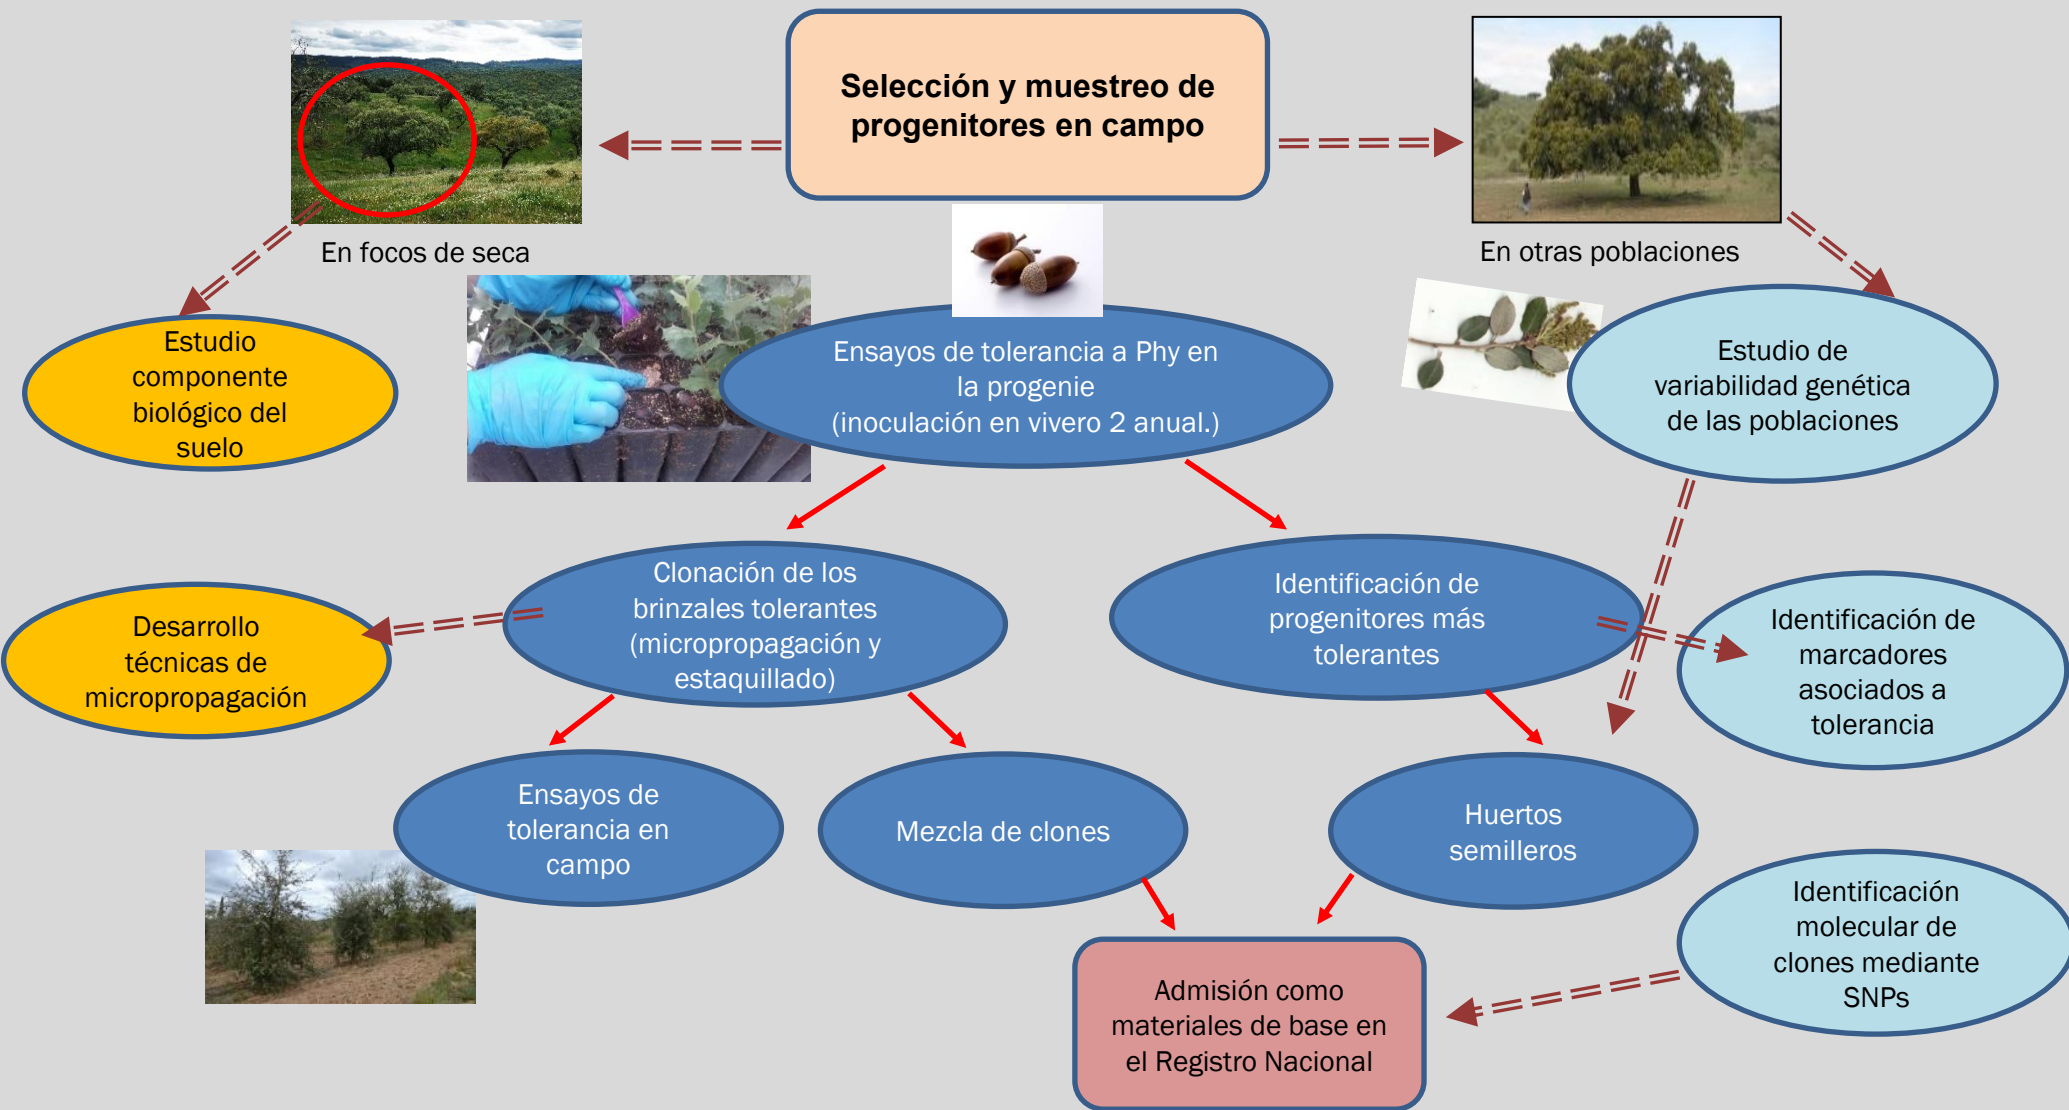 Selección y muestreo de
progenitores en campo
En focos de seca
En otras poblaciones
Estudio
componente
biológico del
suelo
Ensayos de tolerancia a Phy en
la progenie
(inoculación en vivero 2 anual.)
Estudio de
variabilidad genética
de las poblaciones
Desarrollo
técnicas de
micropropagación
Clonación de los
brinzales tolerantes
(micropropagación y
estaquillado)
Identificación de
progenitores más
tolerantes
Identificación de
marcadores
asociados a
tolerancia
Ensayos de
tolerancia en
campo
Mezcla de clones
Huertos
semilleros
Identificación
molecular de
clones mediante
SNPs
Admisión como
materiales de base en
el Registro Nacional